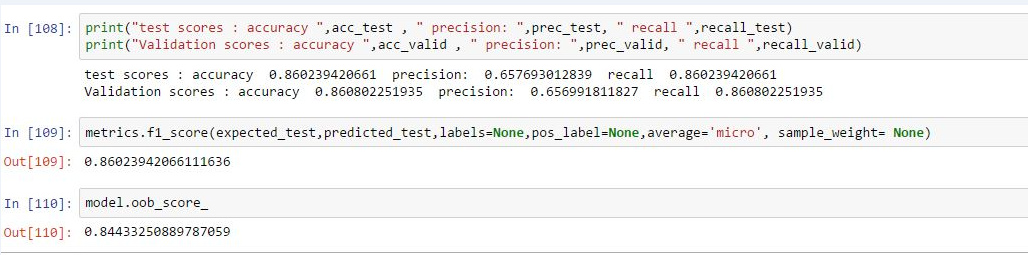 In [108]: print("test scores : accuracy ",acc_test , " precision: ",prec_test, " recall ",recall_test)
print("Validation scores : accuracy ",acc_valid , " precision: ",prec_valid, " recall ",recall_valid)
test scores : accuracy  0.860239420661  precision:  0.657693012839  recall  0.860239420661
Validation scores : accuracy  0.860802251935  precision:  0.656991811827  recall  0.860802251935
In [109]: metrics.f1_score(expected_test,predicted_test,labels=None,pos_label=None,average='micro', sample_weight= None)
Out[109]: 0.86023942066111636
In [110]: model.oob_score_
Out[110]: 0.84433250889787059